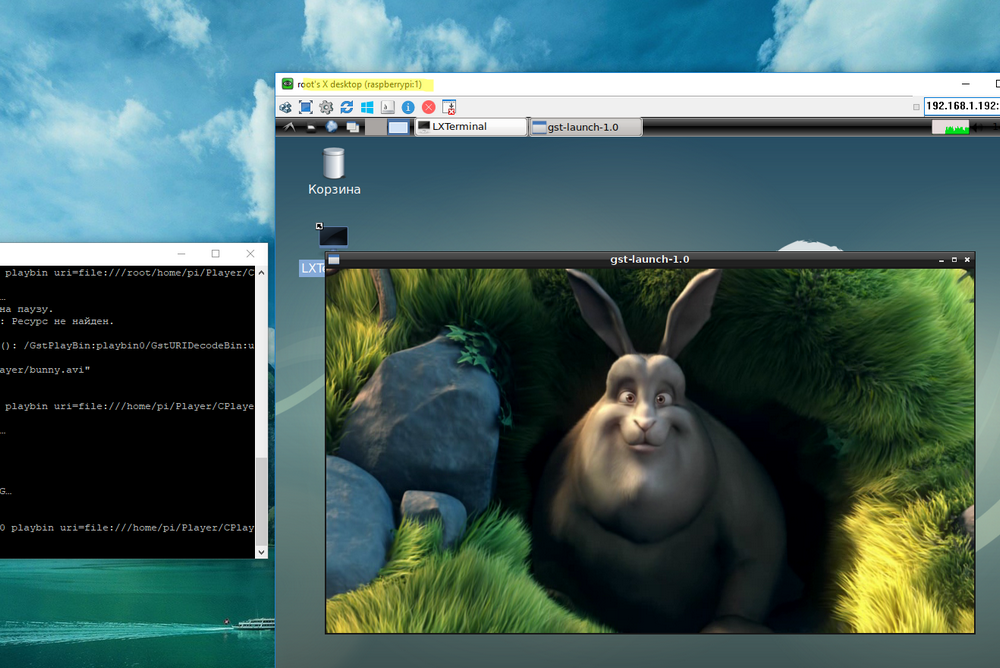 root's X desktop (raspberrypi:1)
192.168.1.192:
LXTerminal
gst-launch-1.0
Корзина
LXT
gst-launch-1.0
playbin uri=file:///root/home/pi/Player/C
…
на паузу.
: Ресурс не найден.
(): /GstPlayBin:playbin0/GstURIDecodeBin:u
ayer/bunny.avi"
playbin uri=file:///home/pi/Player/CPlaye
…
G…
0 playbin uri=file:///home/pi/Player/CPlay